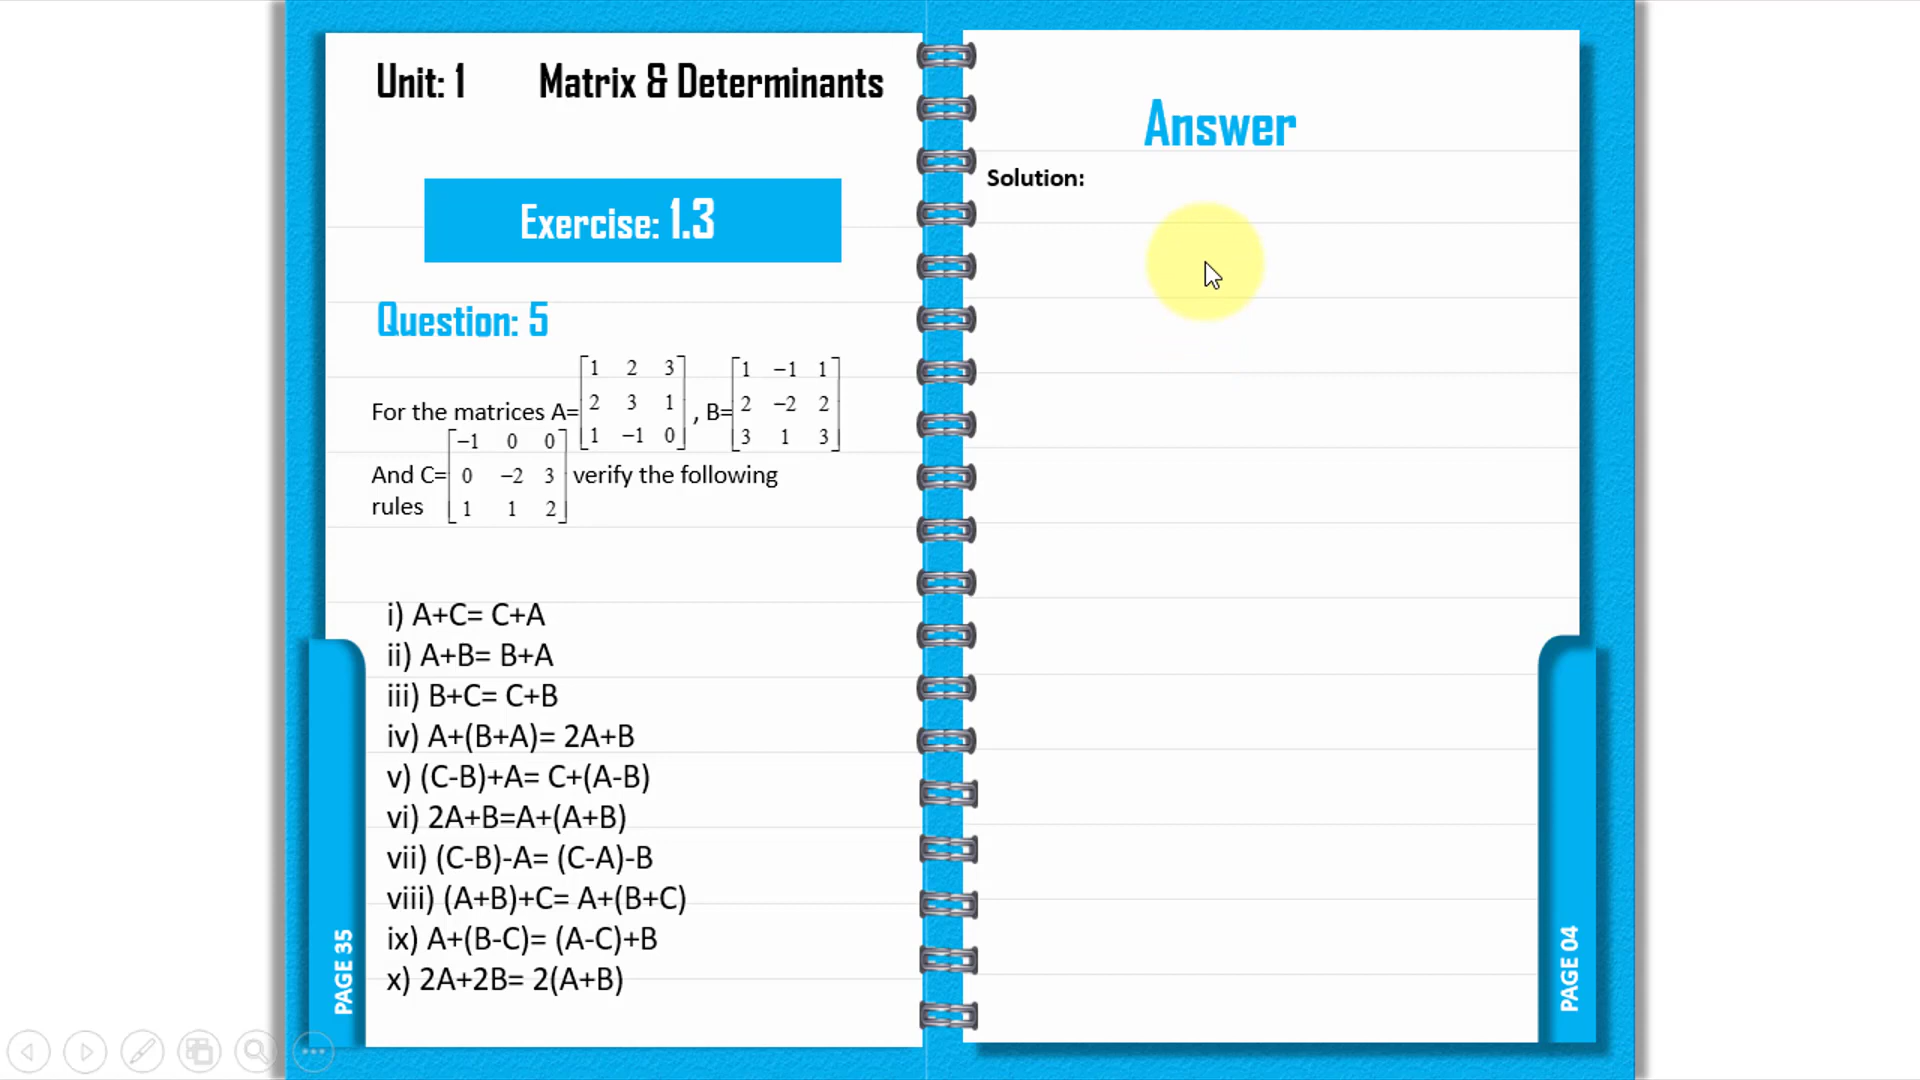 Unit: 1 Matrix & Determinants
Exercise: 1.3
Question: 5
For the matrices A=[1 2 3; 2 3 1; 1 −1 0] , B=[1 −1 1; 2 −2 2; 3 1 3]
And C=[−1 0 0; 0 −2 3; 1 1 2] verify the following
rules
i) A+C= C+A
ii) A+B= B+A
iii) B+C= C+B
iv) A+(B+A)= 2A+B
v) (C-B)+A= C+(A-B)
vi) 2A+B=A+(A+B)
vii) (C-B)-A= (C-A)-B
viii) (A+B)+C= A+(B+C)
ix) A+(B-C)= (A-C)+B
x) 2A+2B= 2(A+B)
PAGE 35
Answer
Solution:
PAGE 04